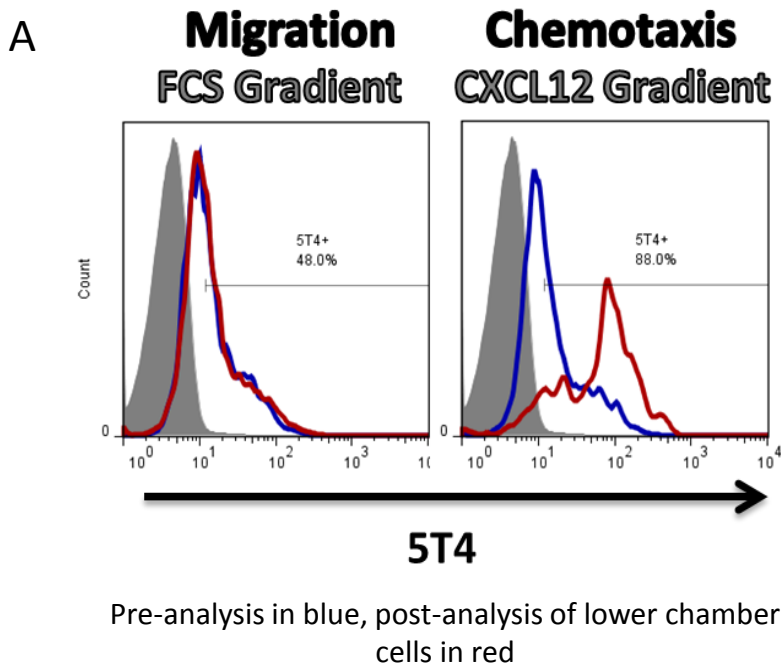 A
Migration
FCS Gradient
Chemotaxis
CXCL12 Gradient
Count
5T4+
48.0%
0
10^0 10^1 10^2 10^3
5T4+
88.0%
0
10^0 10^1 10^2 10^3 10^4
5T4
Pre-analysis in blue, post-analysis of lower chamber
cells in red